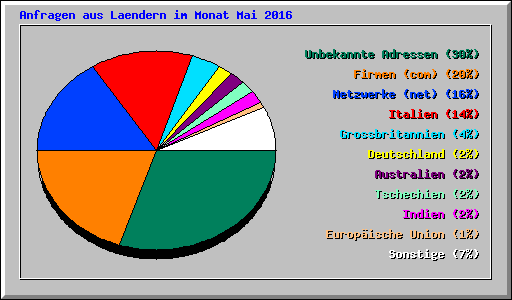 Anfragen aus Laendern im Monat Mai 2016
Unbekannte Adressen (30%)
Firmen (com) (20%)
Netzwerke (net) (16%)
Italien (14%)
Grossbritannien (4%)
Deutschland (2%)
Australien (2%)
Tschechien (2%)
Indien (2%)
Europäische Union (1%)
Sonstige (7%)